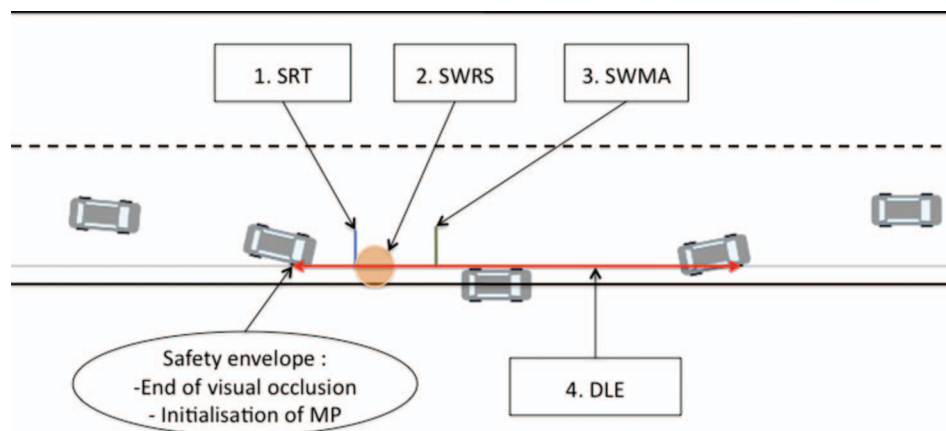 1. SRT
2. SWRS
3. SWMA
Safety envelope :
-End of visual occlusion
- Initialisation of MP
4. DLE